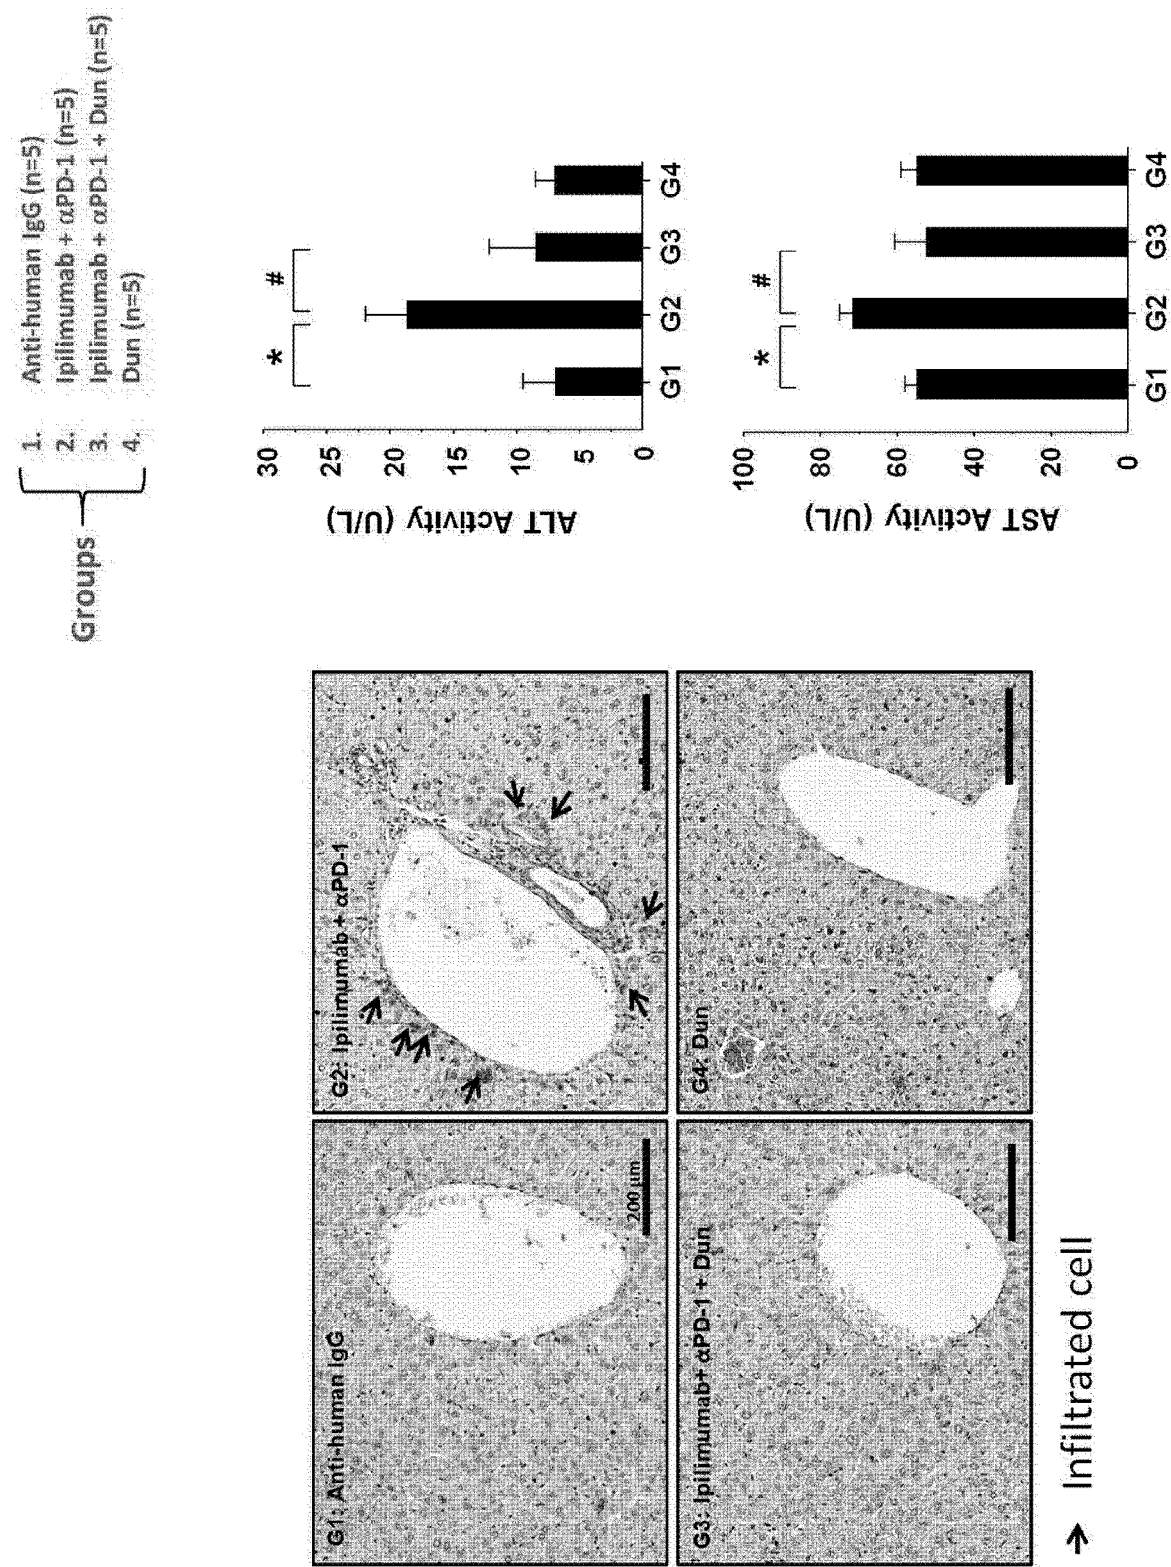 Groups
1. Anti-human IgG (n=5)
2. Ipilimumab + αPD-1 (n=5)
3. Ipilimumab + αPD-1 + Dun (n=5)
4. Dun (n=5)
G1: Anti-human IgG
200 μm
G2: Ipilimumab + αPD-1
G3: Ipilimumab+ αPD-1 + Dun
G4: Dun
Infiltrated cell
ALT Activity (U/L)
30
25
20
15
10
5
0
* #
G1 G2 G3 G4
AST Activity (U/L)
100
80
60
40
20
0
* #
G1 G2 G3 G4